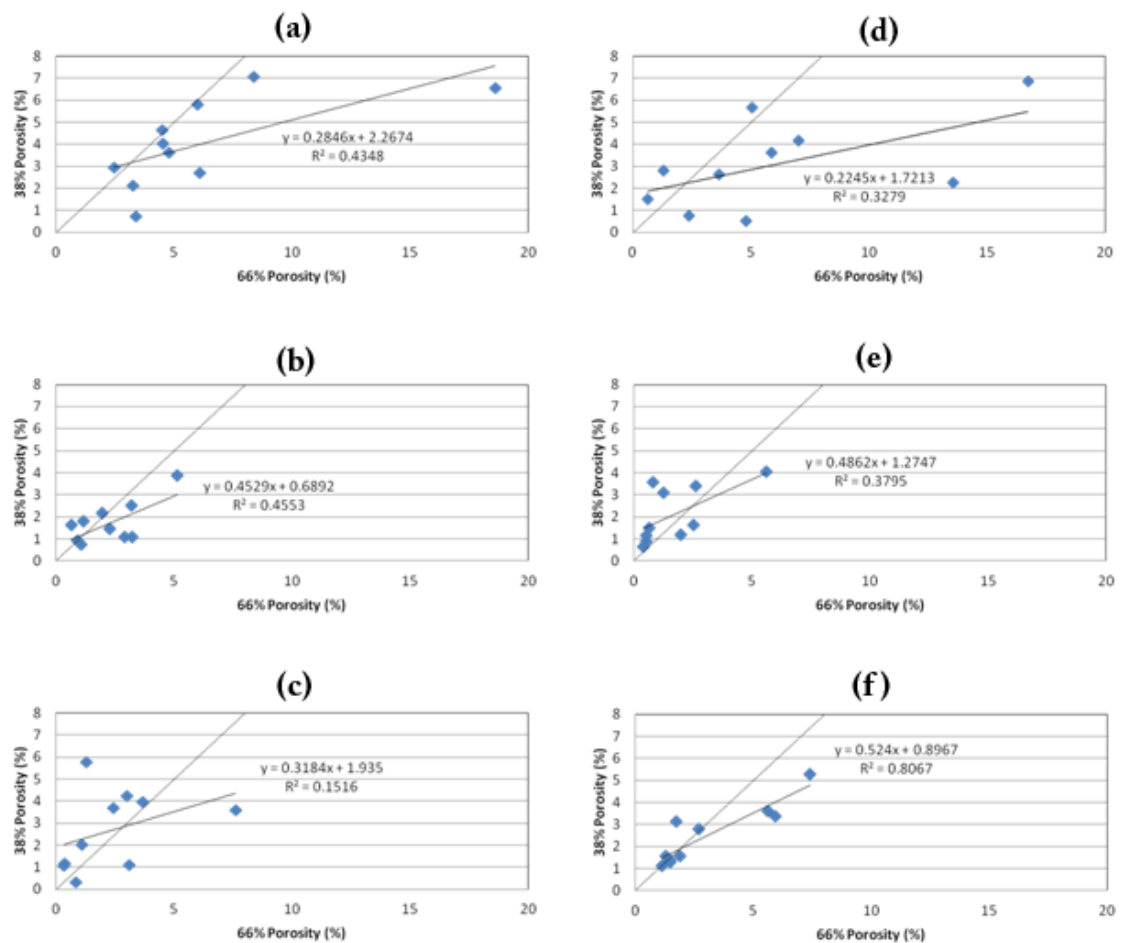 (a)
8
7
6
5
4
3
2
1
0
38% Porosity (%)
y = 0.2846x + 2.2674
R² = 0.4348
0 5 10 15 20
66% Porosity (%)
(d)
8
7
6
5
4
3
2
1
0
38% Porosity (%)
y = 0.2245x + 1.7213
R² = 0.3279
0 5 10 15 20
66% Porosity (%)
(b)
8
7
6
5
4
3
2
1
0
38% Porosity (%)
y = 0.4529x + 0.6892
R² = 0.4553
0 5 10 15 20
66% Porosity (%)
(e)
8
7
6
5
4
3
2
1
0
38% Porosity (%)
y = 0.4862x + 1.2747
R² = 0.3795
0 5 10 15 20
66% Porosity (%)
(c)
8
7
6
5
4
3
2
1
0
38% Porosity (%)
y = 0.3184x + 1.935
R² = 0.1516
0 5 10 15 20
66% Porosity (%)
(f)
8
7
6
5
4
3
2
1
0
38% Porosity (%)
y = 0.524x + 0.8967
R² = 0.8067
0 5 10 15 20
66% Porosity (%)